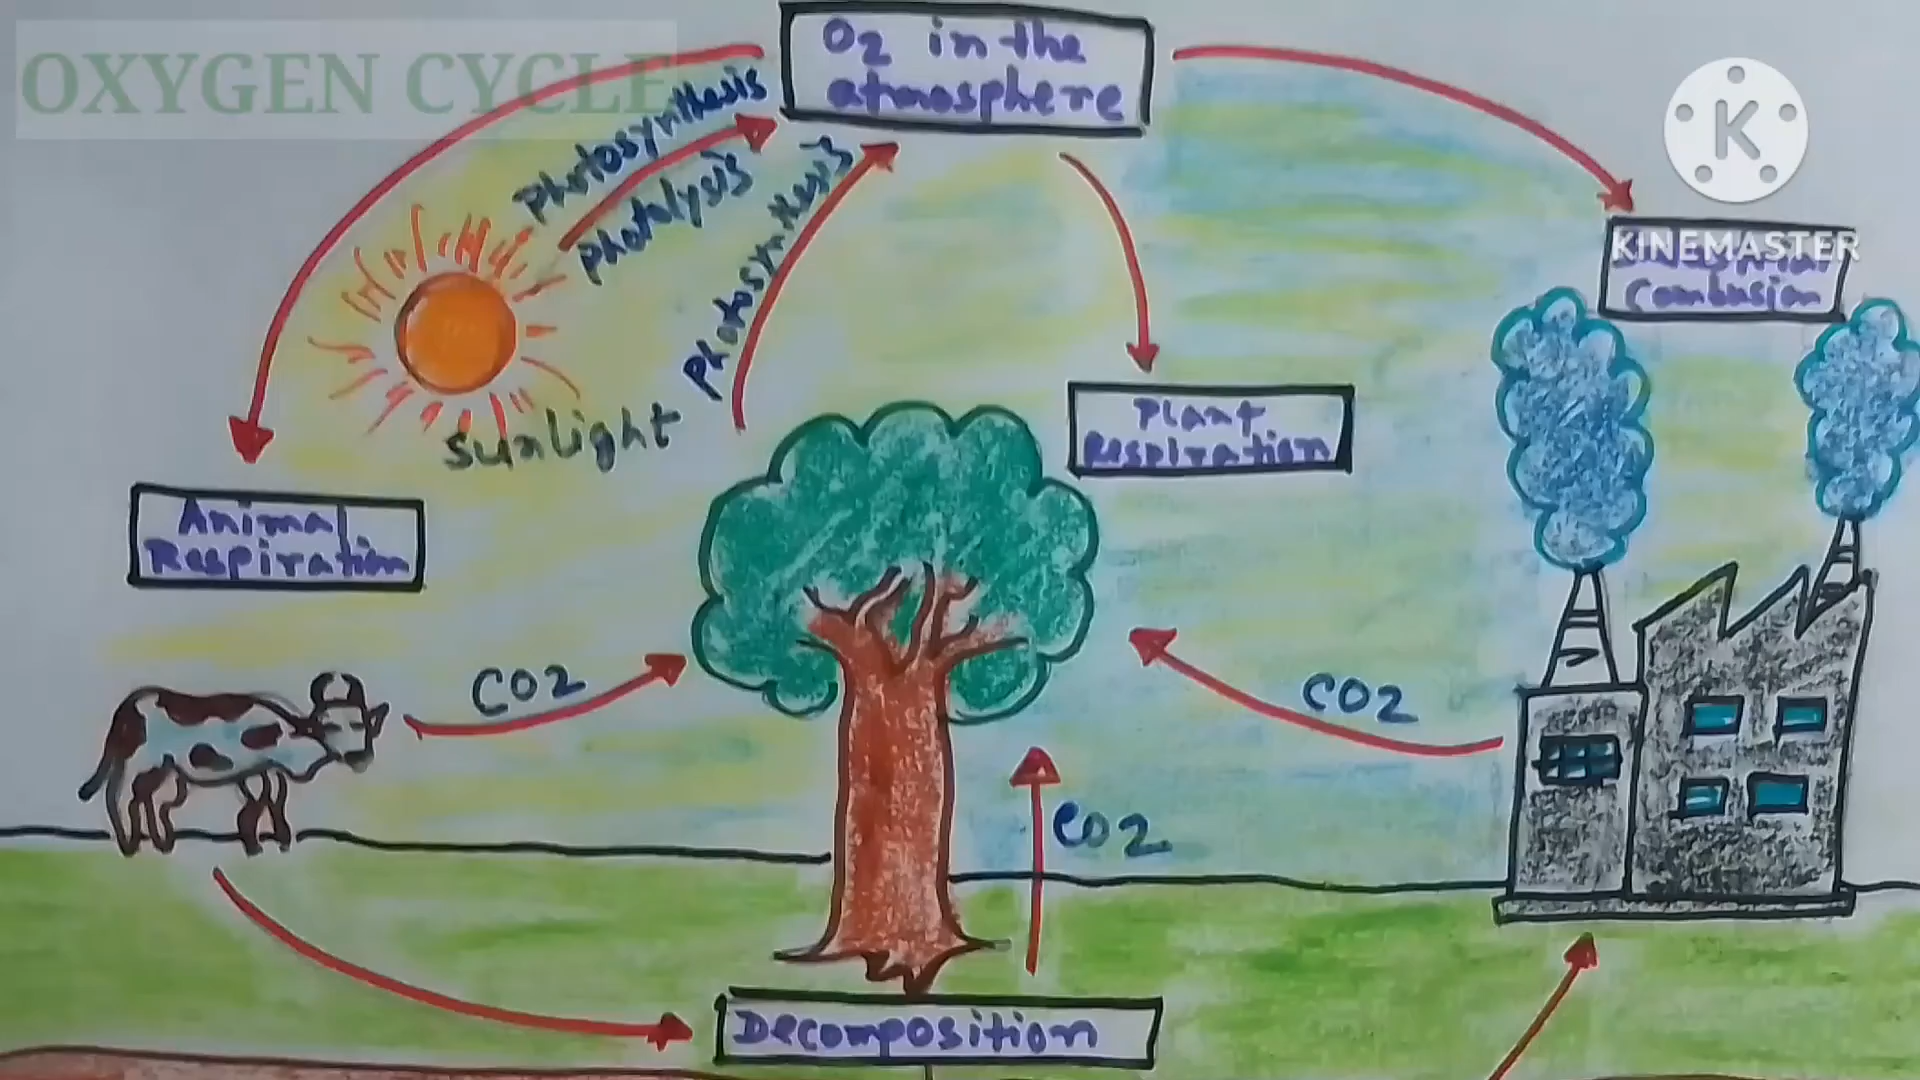 OXYGEN CYCLE
O2 in the
atmosphere
Photosynthesis
Photolysis
Photosynthesis
K
KINEMASTER
Combusion
Sunlight
Plant
Respiration
Animal
Respiration
CO2
CO2
CO2
Decomposition